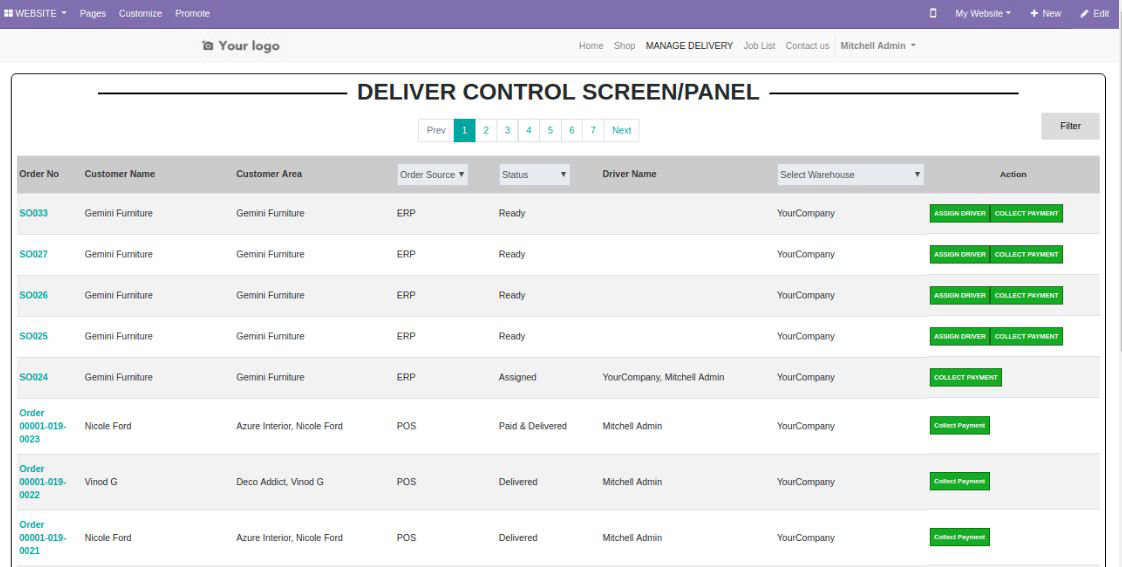 WEBSITE Pages Customize Promote My Website + New Edit
Your logo Home Shop MANAGE DELIVERY Job List Contact us Mitchell Admin
DELIVER CONTROL SCREEN/PANEL
Prev 1 2 3 4 5 6 7 Next
Filter
Order No Customer Name Customer Area Order Source Status Driver Name Select Warehouse Action
SO033 Gemini Furniture Gemini Furniture ERP Ready YourCompany ASSIGN DRIVER COLLECT PAYMENT
SO027 Gemini Furniture Gemini Furniture ERP Ready YourCompany ASSIGN DRIVER COLLECT PAYMENT
SO026 Gemini Furniture Gemini Furniture ERP Ready YourCompany ASSIGN DRIVER COLLECT PAYMENT
SO025 Gemini Furniture Gemini Furniture ERP Ready YourCompany ASSIGN DRIVER COLLECT PAYMENT
SO024 Gemini Furniture Gemini Furniture ERP Assigned YourCompany, Mitchell Admin YourCompany COLLECT PAYMENT
Order
00001-019- Nicole Ford Azure Interior, Nicole Ford POS Paid & Delivered Mitchell Admin YourCompany Collect Payment
0023
Order
00001-019- Vinod G Deco Addict, Vinod G POS Delivered Mitchell Admin YourCompany Collect Payment
0022
Order
00001-019- Nicole Ford Azure Interior, Nicole Ford POS Delivered Mitchell Admin YourCompany Collect Payment
0021